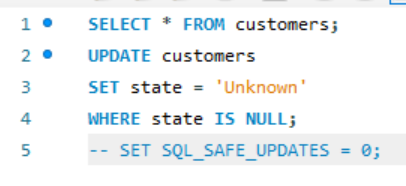 1 SELECT * FROM customers;
2 UPDATE customers
3 SET state = 'Unknown'
4 WHERE state IS NULL;
5 -- SET SQL_SAFE_UPDATES = 0;